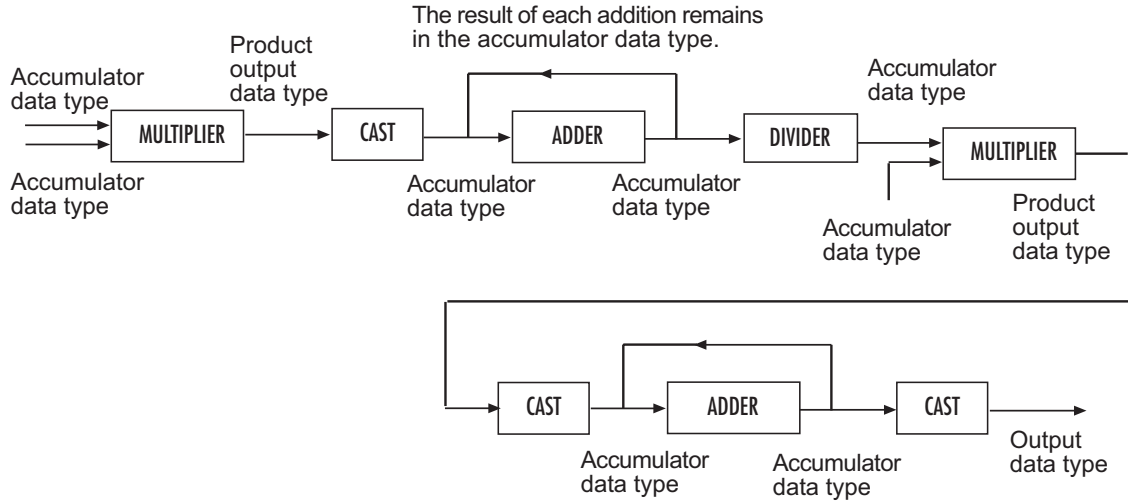 The result of each addition remains
in the accumulator data type.
Accumulator
data type
Product
output
data type
Accumulator
data type
MULTIPLIER
CAST
ADDER
DIVIDER
MULTIPLIER
Accumulator
data type
Accumulator
data type
Accumulator
data type
Accumulator
data type
Product
output
data type
CAST
ADDER
CAST
Accumulator
data type
Accumulator
data type
Output
data type